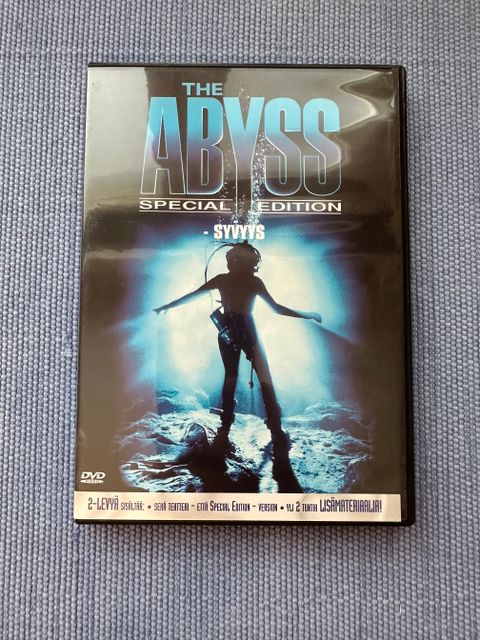 THE
ABYSS
SPECIAL EDITION
- SYVYYS
DVD
VIDEO
2-LEVYÄ SISÄLTÄÄ: • SEKÄ TEATTERI - ETTÄ SPECIAL EDITION - VERSION • YLI 2 TUNTIA LISÄMATERIAALIA!